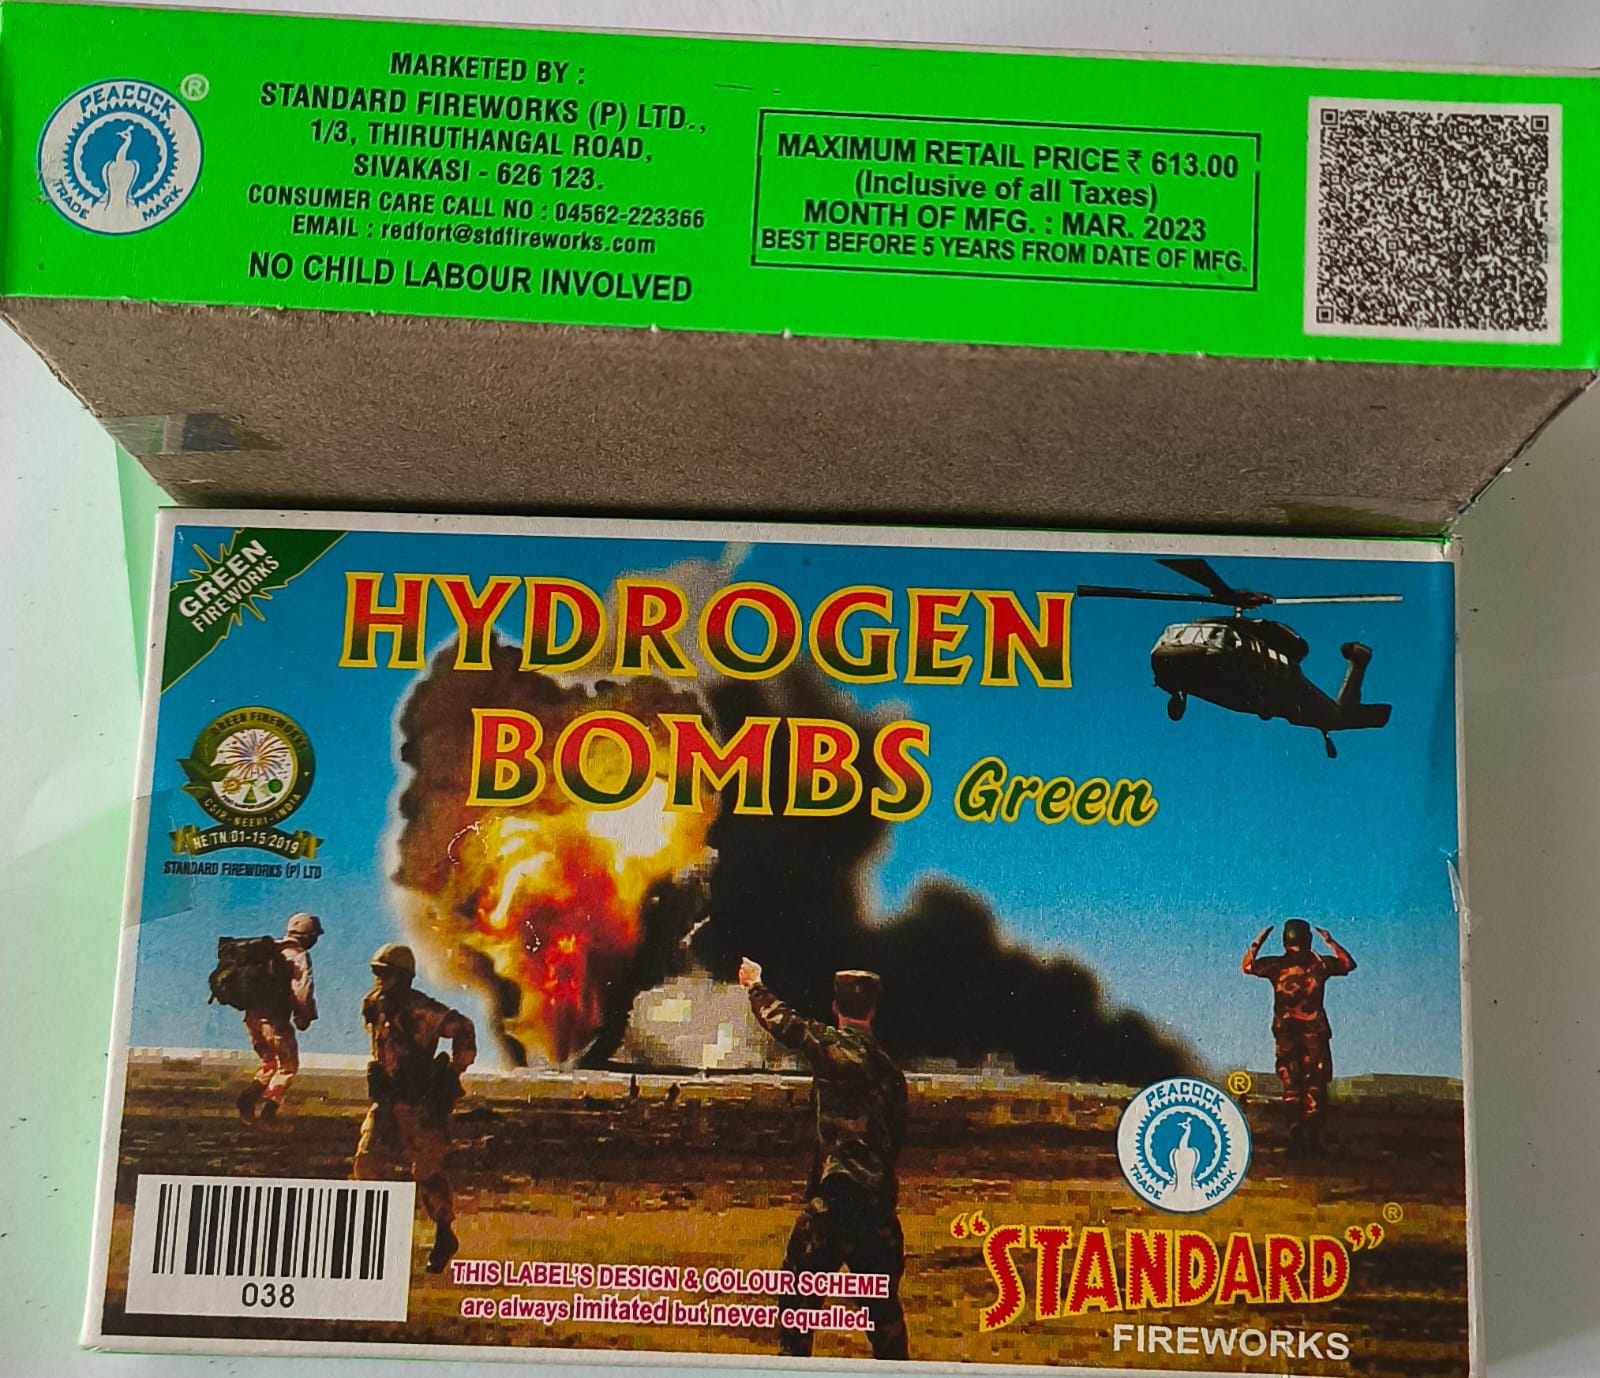 PEACOCK
TRADE MARK
®
MARKETED BY :
STANDARD FIREWORKS (P) LTD.,
1/3, THIRUTHANGAL ROAD,
SIVAKASI - 626 123.
CONSUMER CARE CALL NO : 04562-223366
EMAIL : redfort@stdfireworks.com
NO CHILD LABOUR INVOLVED
MAXIMUM RETAIL PRICE ₹ 613.00
(Inclusive of all Taxes)
MONTH OF MFG. : MAR. 2023
BEST BEFORE 5 YEARS FROM DATE OF MFG.
GREEN
FIREWORKS
HYDROGEN
BOMBS Green
GREEN FIREWORKS
CSIR-NEERI-INDIA
NE/TN/01-15/2019
STANDARD FIREWORKS (P) LTD
PEACOCK
TRADE MARK
®
038
THIS LABEL'S DESIGN & COLOUR SCHEME
are always imitated but never equalled.
"STANDARD"®
FIREWORKS